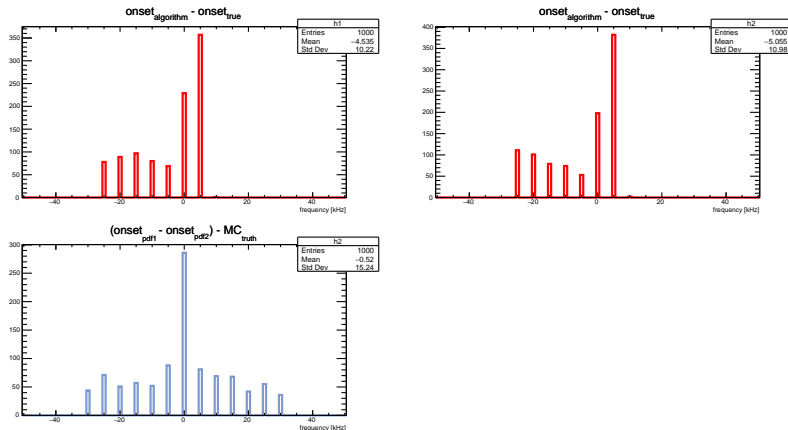 onset_algorithm - onset_true
h1
Entries 1000
Mean −4.535
Std Dev 10.22
350
300
250
200
150
100
50
0
−40 −20 0 20 40
frequency [kHz]
onset_algorithm - onset_true
h2
Entries 1000
Mean −5.055
Std Dev 10.98
400
350
300
250
200
150
100
50
0
−40 −20 0 20 40
frequency [kHz]
(onset_pdf1 - onset_pdf2) - MC_truth
h2
Entries 1000
Mean −0.52
Std Dev 15.24
300
250
200
150
100
50
0
−40 −20 0 20 40
frequency [kHz]